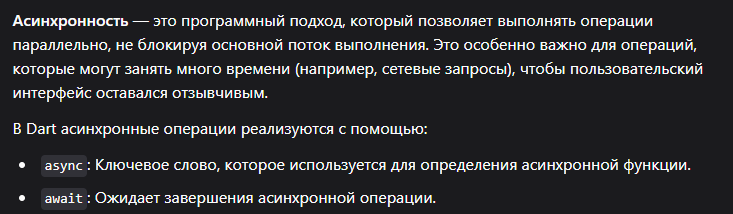 Асинхронность — это программный подход, который позволяет выполнять операции
параллельно, не блокируя основной поток выполнения. Это особенно важно для операций,
которые могут занять много времени (например, сетевые запросы), чтобы пользовательский
интерфейс оставался отзывчивым.
В Dart асинхронные операции реализуются с помощью:
• async: Ключевое слово, которое используется для определения асинхронной функции.
• await: Ожидает завершения асинхронной операции.